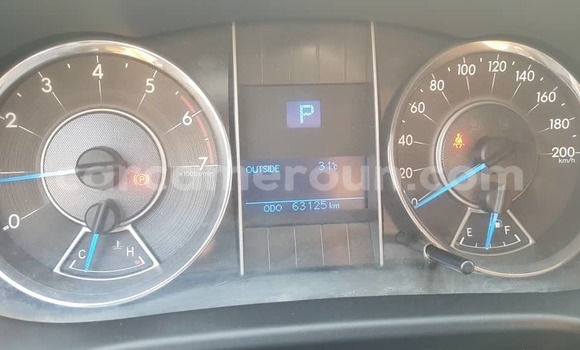 0 2 3 4 5 6 7
x1000r/min
C H
P
OUTSIDE 31℃
ODO 63125 km
0 20 40 60 80 100 120 140 160 180 200
km/h
E F
carcameroun.com